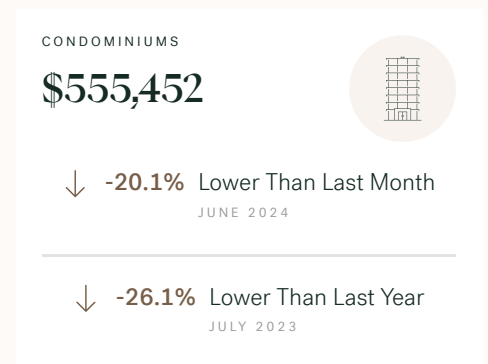 CONDOMINIUMS
$555,452
-20.1% Lower Than Last Month
JUNE 2024
-26.1% Lower Than Last Year
JULY 2023